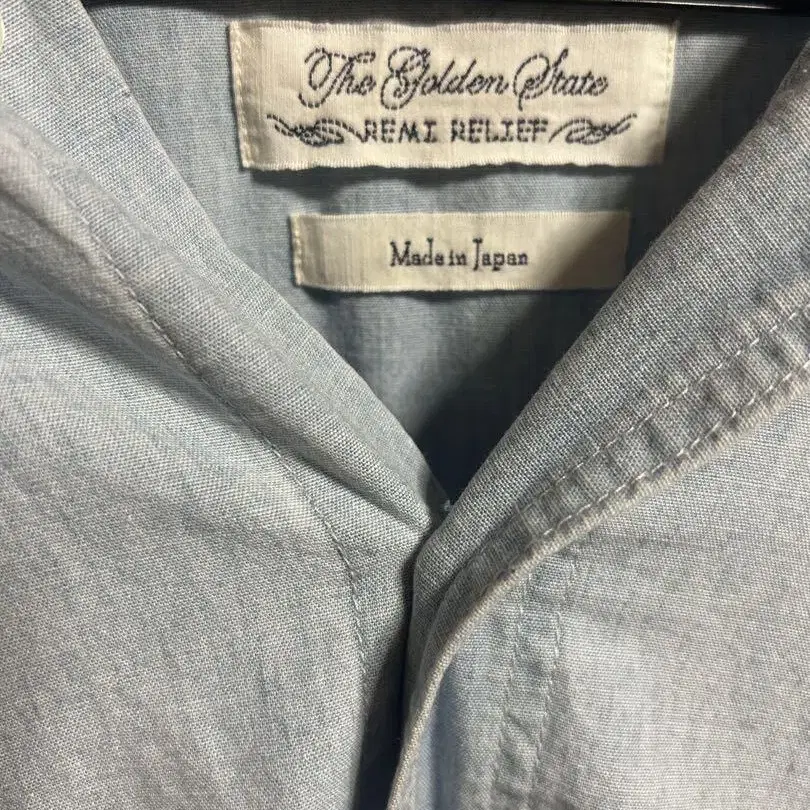 The Golden State
REMI RELIEF
Made in Japan